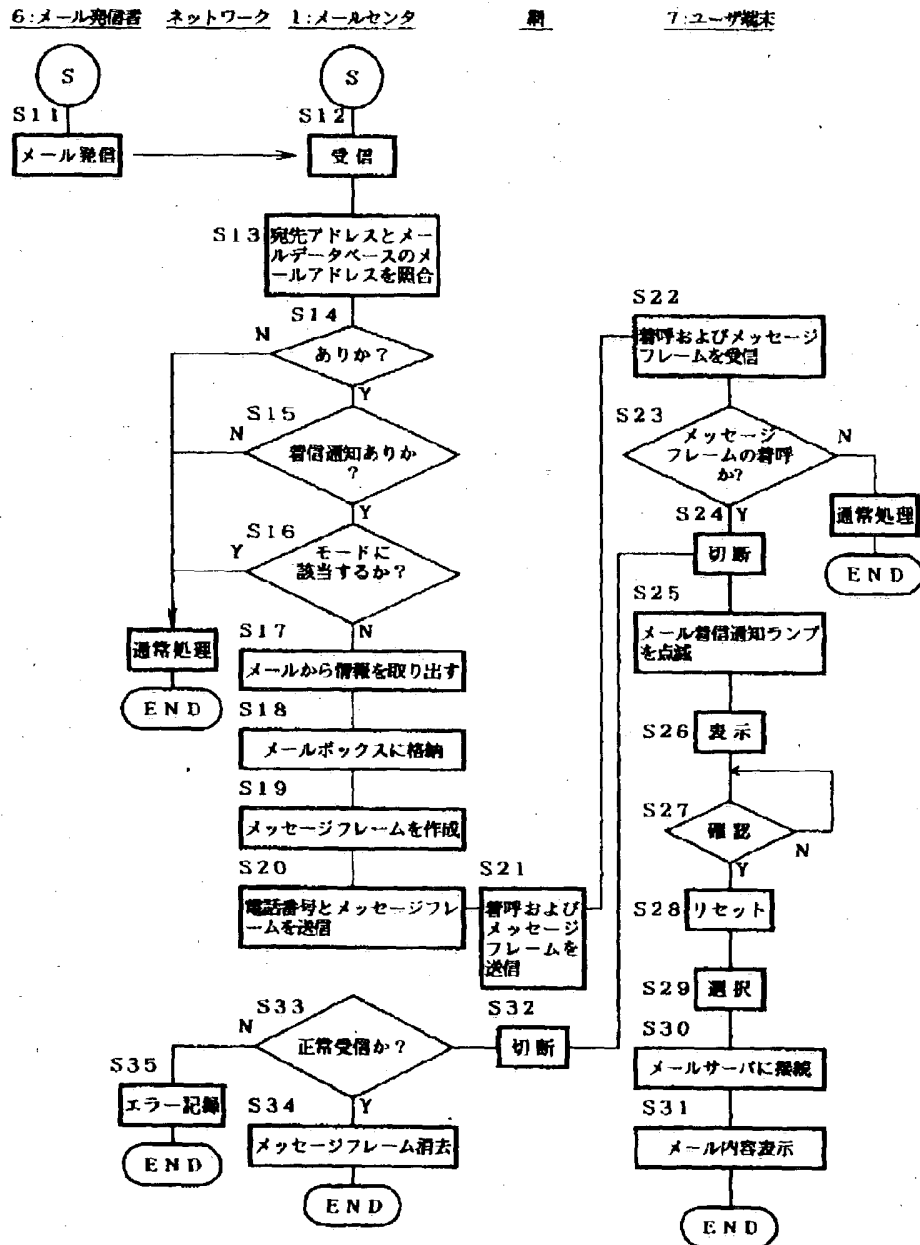 6:メール発信者 ネットワーク 1:メールセンタ 網 7:ユーザ端末
S
S
S11
メール発信
S12
受信
S13
宛先アドレスとメー
ルデータベースのメ
ールアドレスを照合
S14
N
ありか?
Y
S15
N
着信通知ありか
?
Y
S16
Y
モードに
該当するか?
N
通常処理
END
S17
メールから情報を取り出す
S18
メールボックスに格納
S19
メッセージフレームを作成
S20
電話番号とメッセージフレ
ームを送信
S21
着呼および
メッセージ
フレームを
送信
S22
着呼およびメッセージ
フレームを受信
S23
メッセージ
フレームの着呼
か?
N
通常処理
END
Y
S24
切断
S25
メール着信通知ランプ
を点滅
S26
表示
S27
確認
N
Y
S28
リセット
S29
選択
S30
メールサーバに接続
S31
メール内容表示
END
S32
切断
S33
N
正常受信か?
Y
S35
エラー記録
END
S34
メッセージフレーム消去
END